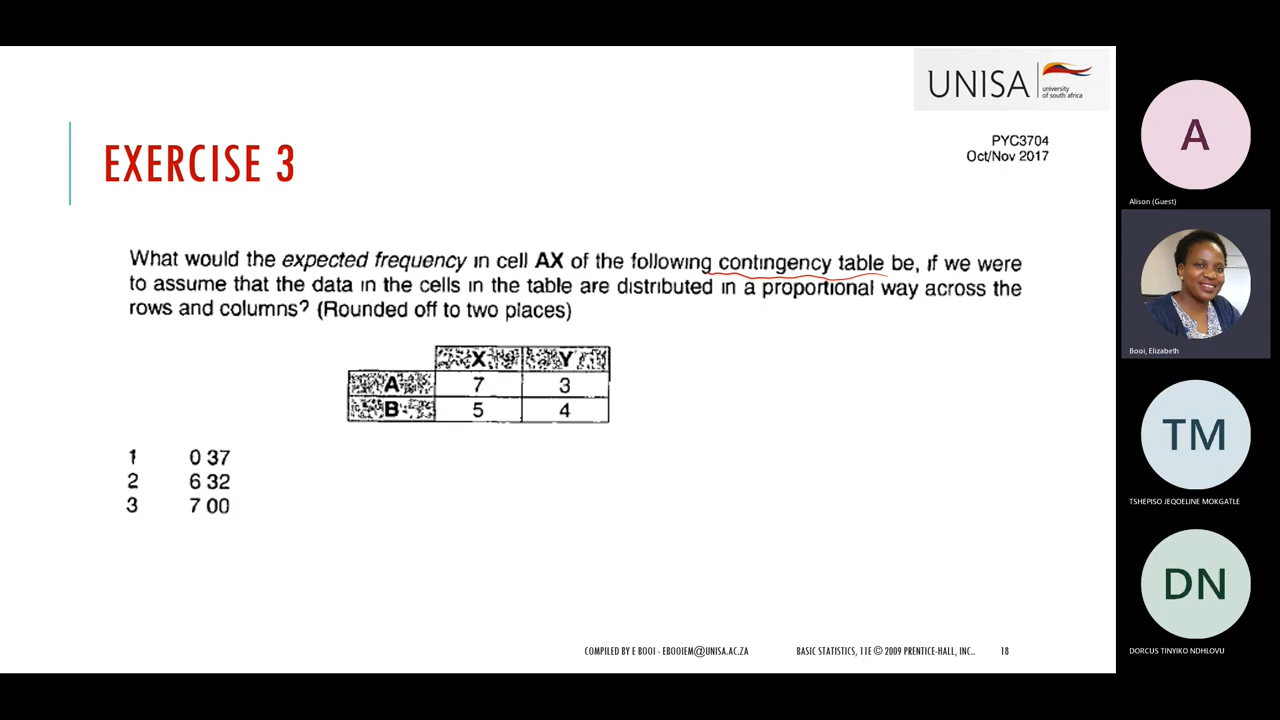 UNISA
university
of south africa
PYC3704
Oct/Nov 2017
EXERCISE 3
What would the expected frequency in cell AX of the following contingency table be, if we were
to assume that the data in the cells in the table are distributed in a proportional way across the
rows and columns? (Rounded off to two places)
X Y
A 7 3
B 5 4
1 0 37
2 6 32
3 7 00
COMPILED BY E BOOI - EBOOIEM@UNISA.AC.ZA BASIC STATISTICS, 11E © 2009 PRENTICE-HALL, INC.. 18
A
Alison (Guest)
Booi, Elizabeth
TM
TSHEPISO JEQOELINE MOKGATLE
DN
DORCUS TINYIKO NDHLOVU